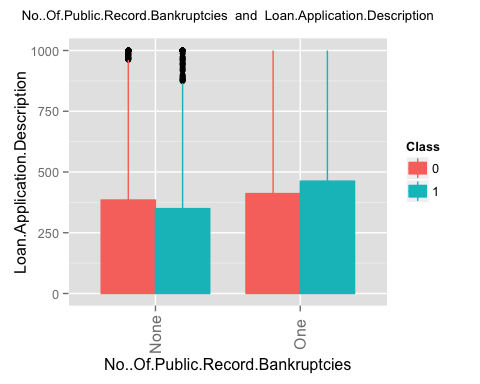 No..Of.Public.Record.Bankruptcies and Loan.Application.Description
1000
750
500
250
0
Loan.Application.Description
None
One
No..Of.Public.Record.Bankruptcies
Class
0
1